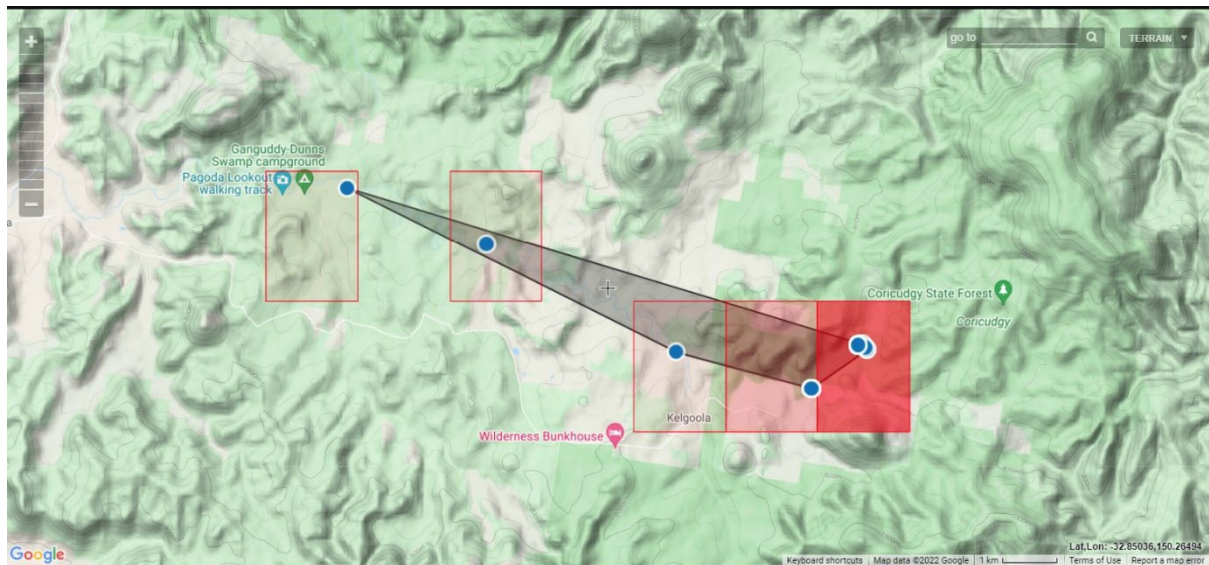 go to
TERRAIN
Ganguddy-Dunns
Swamp campground
Pagoda Lookout
walking track
a
Coricudgy State Forest
Coricudgy
Kelgoola
Wilderness Bunkhouse
Lat,Lon: -32.85036,150.26494
Google
Keyboard shortcuts Map data ©2022 Google 1 km Terms of Use Report a map error